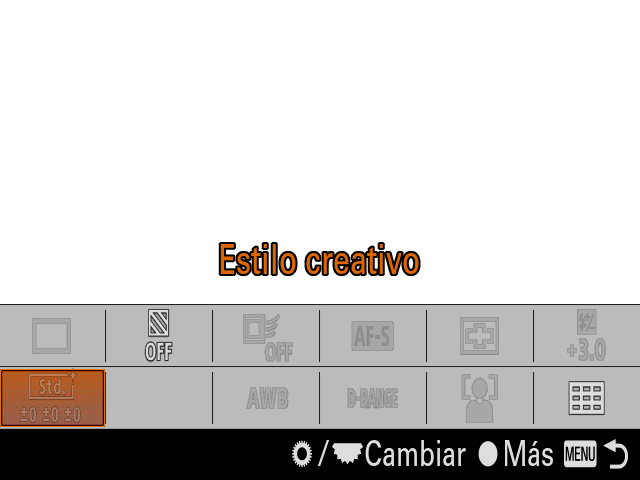 Estilo creativo
OFF OFF AF-S +3.0
Std.
±0 ±0 ±0 AWB D-RANGE
/ Cambiar Más MENU